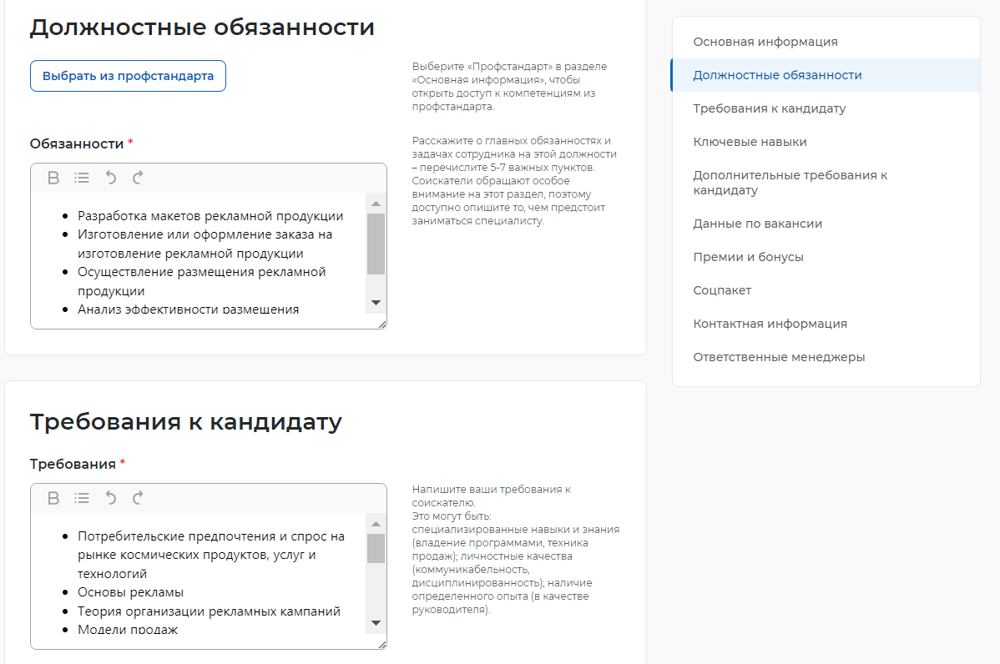 Должностные обязанности
Выбрать из профстандарта
Выберите «Профстандарт» в разделе
«Основная информация», чтобы
открыть доступ к компетенциям из
профстандарта.
Обязанности *
B
Разработка макетов рекламной продукции
Изготовление или оформление заказа на
изготовление рекламной продукции
Осуществление размещения рекламной
продукции
Анализ эффективности размещения
Расскажите о главных обязанностях и
задачах сотрудника на этой должности
– перечислите 5-7 важных пунктов.
Соискатели обращают особое
внимание на этот раздел, поэтому
доступно опишите то, чем предстоит
заниматься специалисту.
Требования к кандидату
Требования *
B
Потребительские предпочтения и спрос на
рынке космических продуктов, услуг и
технологий
Основы рекламы
Теория организации рекламных кампаний
Модели продаж
Напишите ваши требования к
соискателю.
Это могут быть:
специализированные навыки и знания
(владение программами, техника
продаж); личностные качества
(коммуникабельность,
дисциплинированность); наличие
определенного опыта (в качестве
руководителя).
Основная информация
Должностные обязанности
Требования к кандидату
Ключевые навыки
Дополнительные требования к
кандидату
Данные по вакансии
Премии и бонусы
Соцпакет
Контактная информация
Ответственные менеджеры